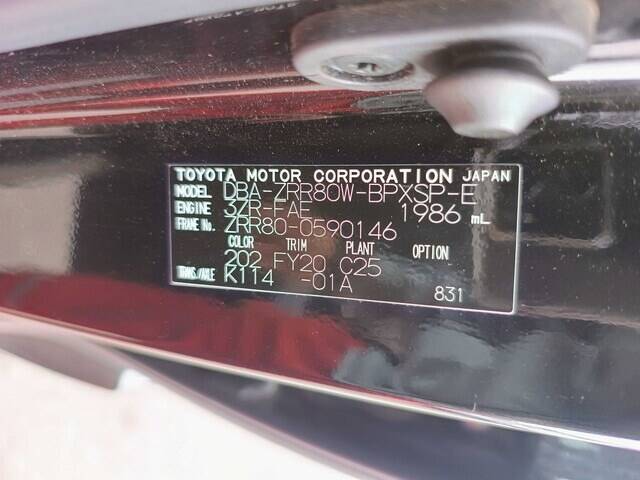 TOYOTA MOTOR CORPORATION JAPAN
MODEL DBA-ZRR80W-BPXSP-E
ENGINE 3ZR-FAE 1986 mL
FRAME No. ZRR80-0590146
COLOR TRIM PLANT OPTION
202 FY20 C25
TRANS./AXLE K114 -01A
831